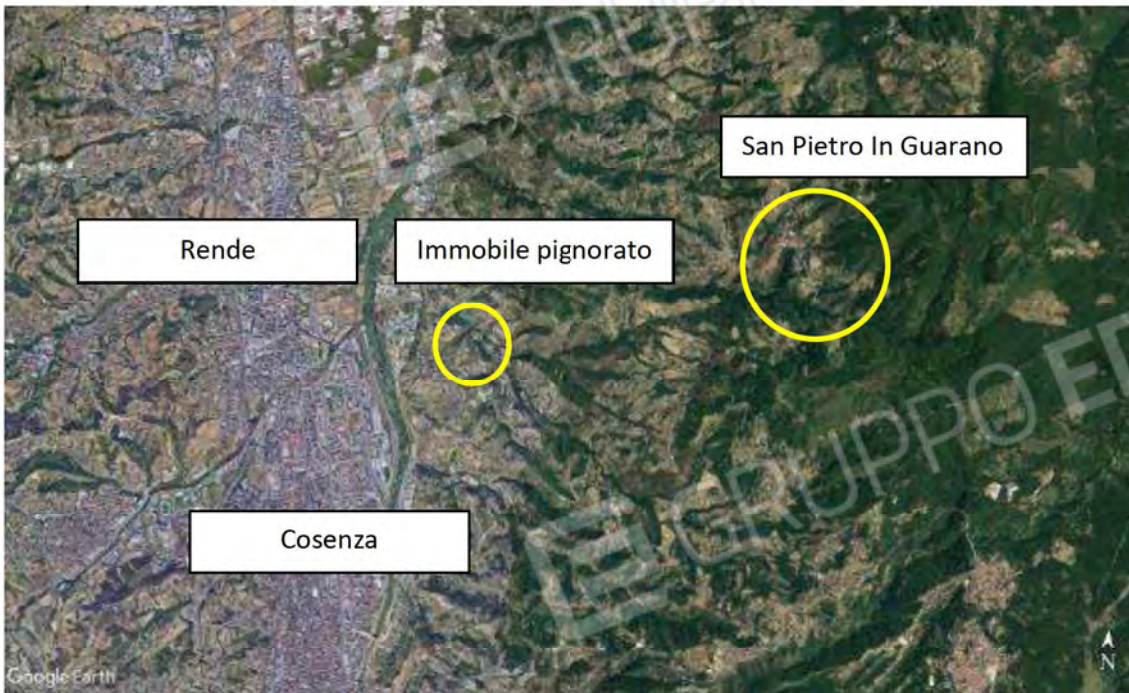 GRUPPO
San Pietro In Guarano
Rende
Immobile pignorato
GRUPPO ED
Cosenza
Google Earth
N